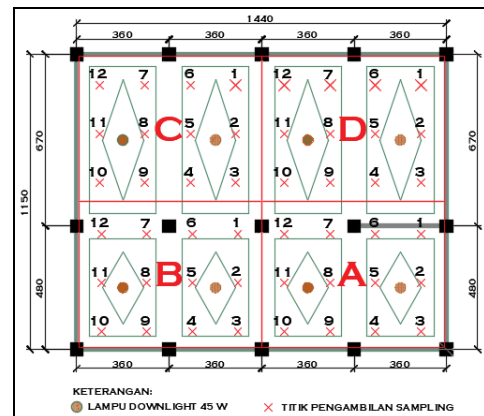 1440
360 360 360 360
12 7 6 1 12 7 6 1
11 8 5 2 11 8 5 2
C D
10 9 4 3 10 9 4 3
670 670
1150
12 7 6 1 12 7 6 1
11 8 5 2 11 8 5 2
B A
10 9 4 3 10 9 4 3
480 480
360 360 360 360
KETERANGAN:
LAMPU DOWNLIGHT 45 W TITIK PENGAMBILAN SAMPLING